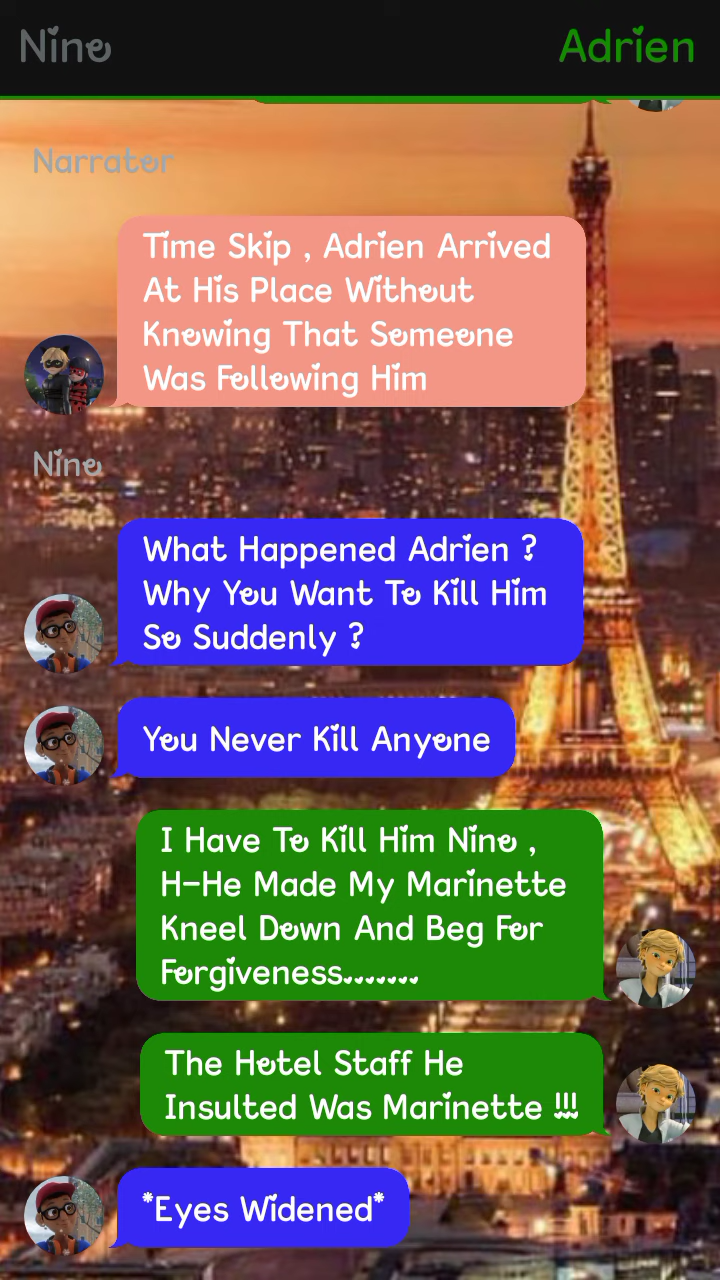 Nine
Adrien
Narrator
Time Skip , Adrien Arrived
At His Place Without
Knowing That Someone
Was Following Him
Nine
What Happened Adrien ?
Why You Want To Kill Him
So Suddenly ?
You Never Kill Anyone
I Have To Kill Him Nino ,
H-He Made My Marinette
Kneel Down And Beg For
Forgiveness.......
The Hotel Staff He
Insulted Was Marinette !!!
*Eyes Widened*